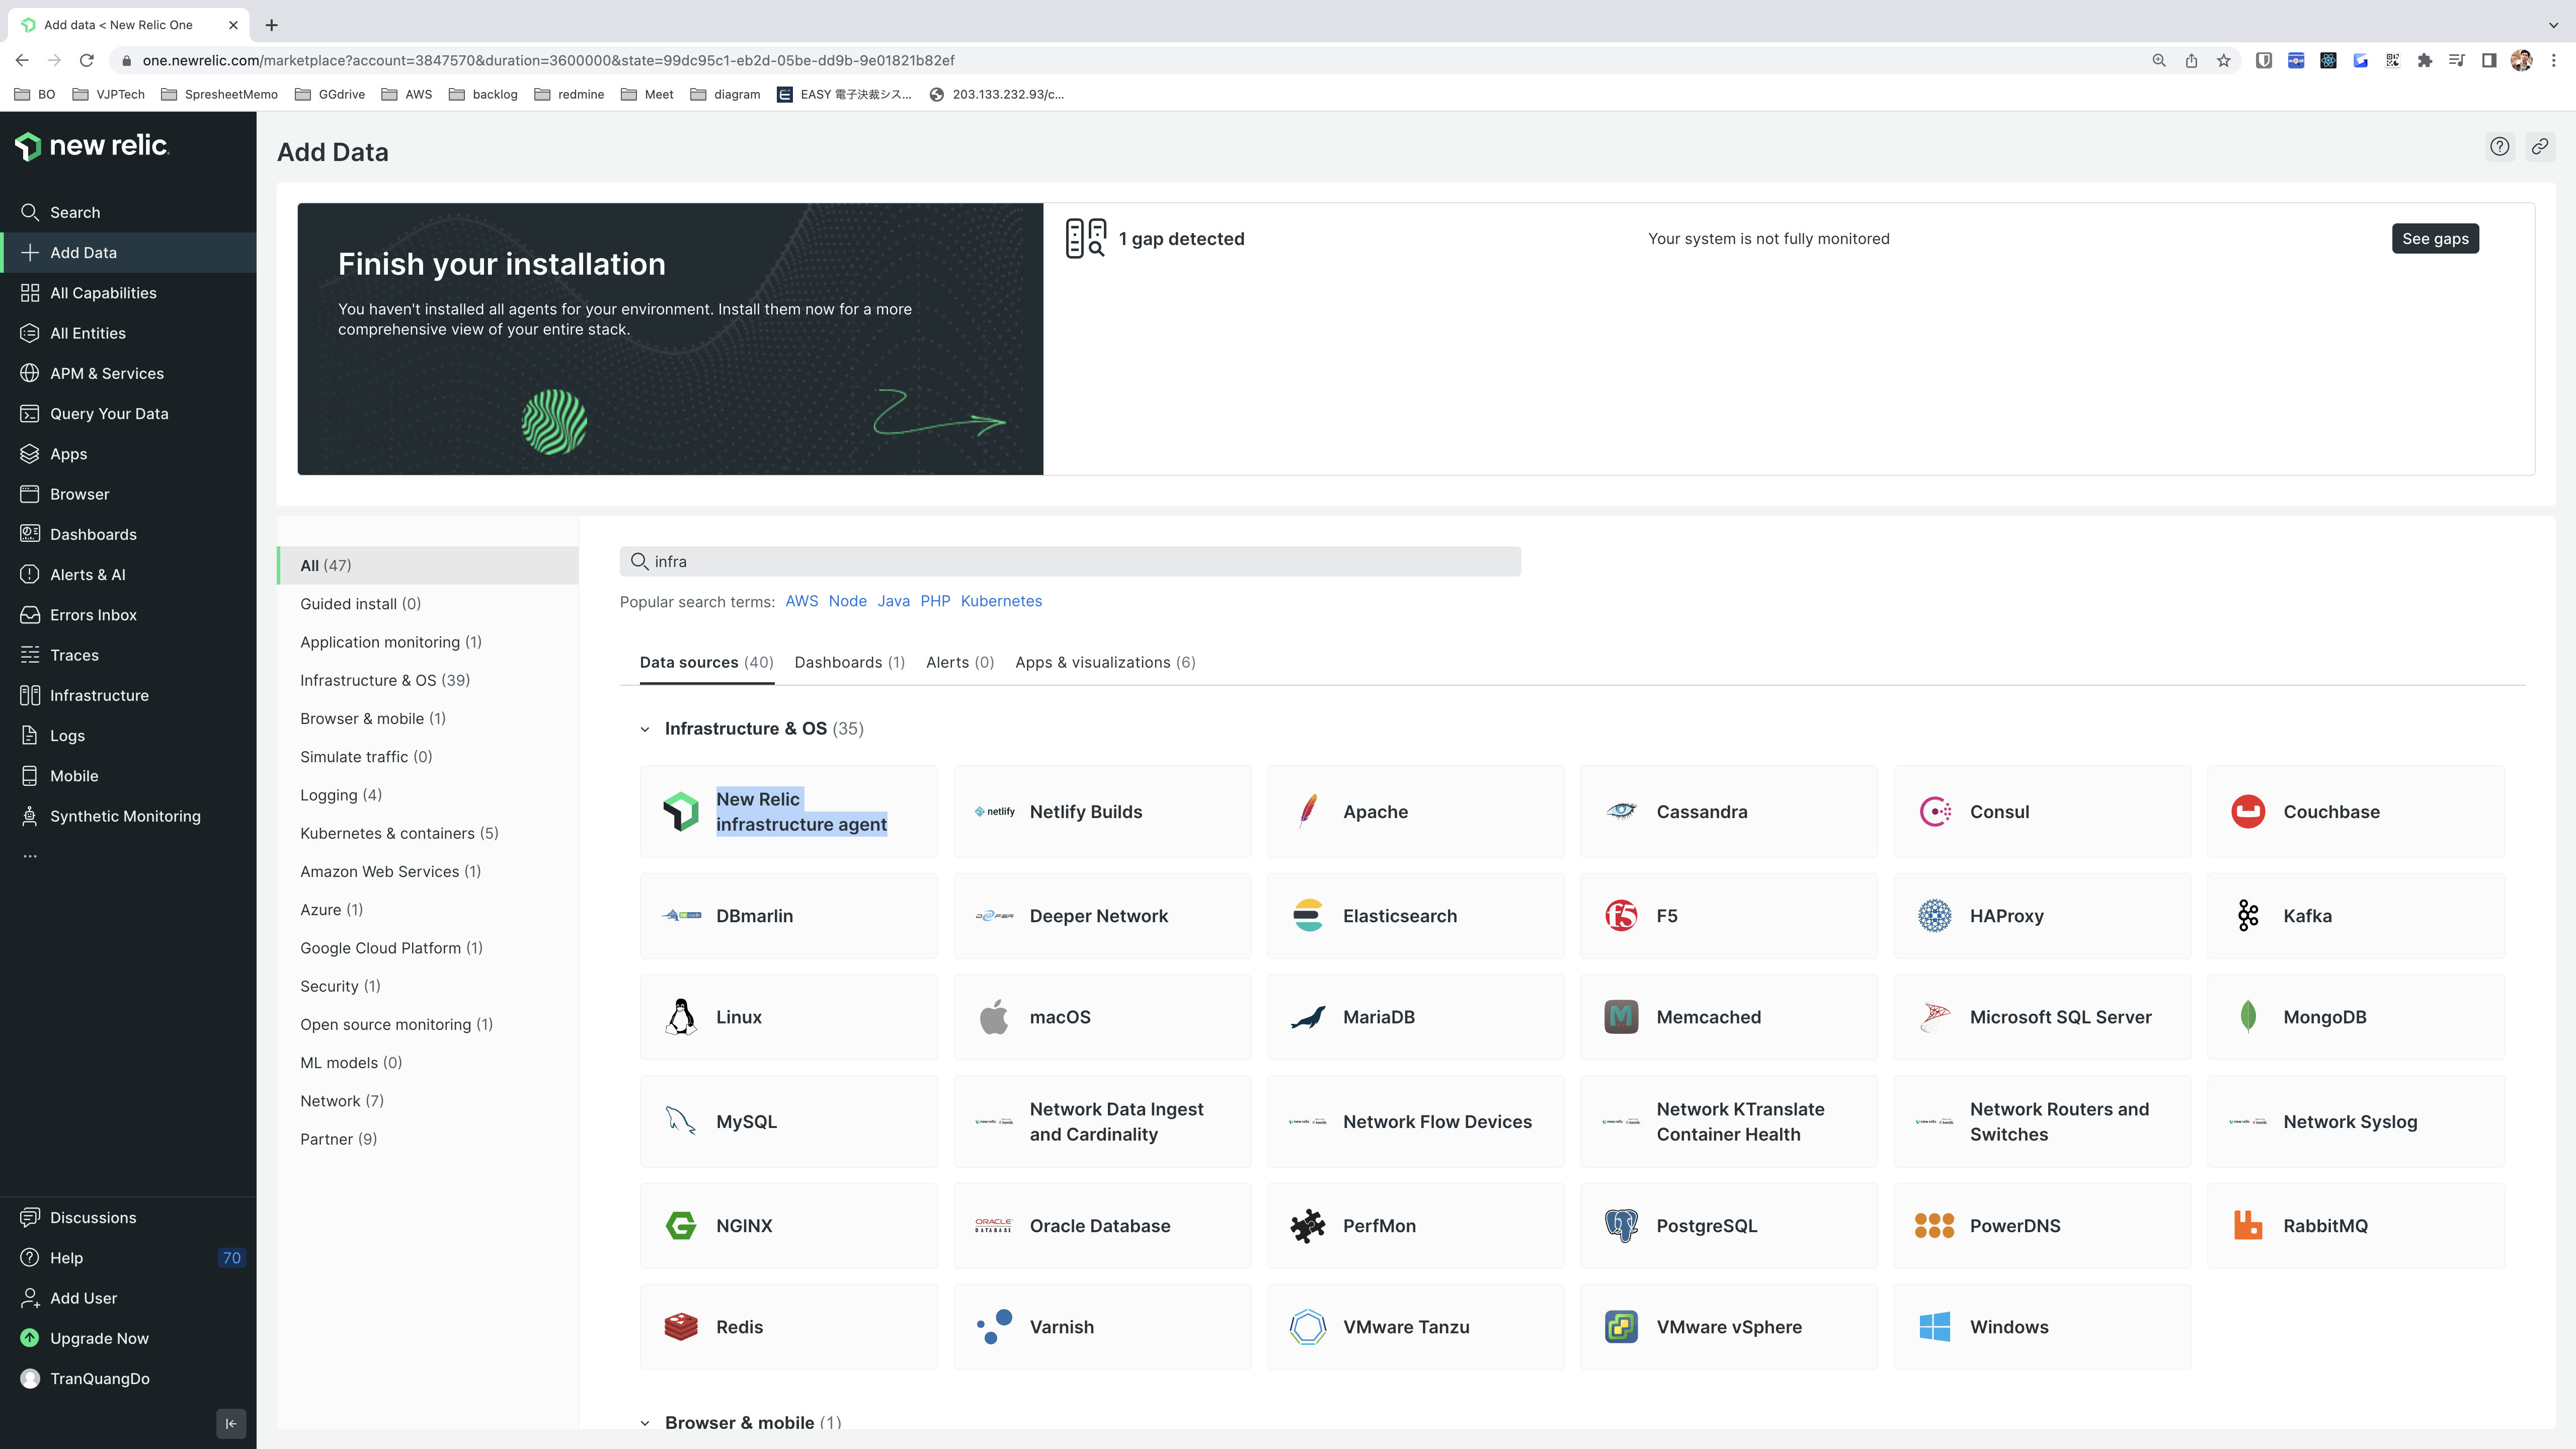 Add data < New Relic One
one.newrelic.com/marketplace?account=3847570&duration=3600000&state=99dc95c1-eb2d-05be-dd9b-9e01821b82ef
BO
VJPTech
SpresheetMemo
GGdrive
AWS
backlog
redmine
Meet
diagram
EASY 電子決裁シス...
203.133.232.93/c...
new relic.
Search
Add Data
All Capabilities
All Entities
APM & Services
Query Your Data
Apps
Browser
Dashboards
Alerts & AI
Errors Inbox
Traces
Infrastructure
Logs
Mobile
Synthetic Monitoring
...
Discussions
Help 70
Add User
Upgrade Now
TranQuangDo
Add Data
Finish your installation
You haven't installed all agents for your environment. Install them now for a more
comprehensive view of your entire stack.
1 gap detected
Your system is not fully monitored
See gaps
All (47)
Guided install (0)
Application monitoring (1)
Infrastructure & OS (39)
Browser & mobile (1)
Simulate traffic (0)
Logging (4)
Kubernetes & containers (5)
Amazon Web Services (1)
Azure (1)
Google Cloud Platform (1)
Security (1)
Open source monitoring (1)
ML models (0)
Network (7)
Partner (9)
infra
Popular search terms: AWS Node Java PHP Kubernetes
Data sources (40) Dashboards (1) Alerts (0) Apps & visualizations (6)
Infrastructure & OS (35)
New Relic
infrastructure agent
netlify
Netlify Builds
Apache
Cassandra
Consul
Couchbase
DBmarlin
Deeper Network
Elasticsearch
f5
F5
HAProxy
Kafka
Linux
macOS
MariaDB
M
Memcached
Microsoft SQL Server
MongoDB
MySQL
Network Data Ingest
and Cardinality
Network Flow Devices
Network KTranslate
Container Health
Network Routers and
Switches
Network Syslog
NGINX
ORACLE
DATABASE
Oracle Database
PerfMon
PostgreSQL
PowerDNS
RabbitMQ
Redis
Varnish
VMware Tanzu
VMware vSphere
Windows
Browser & mobile (1)